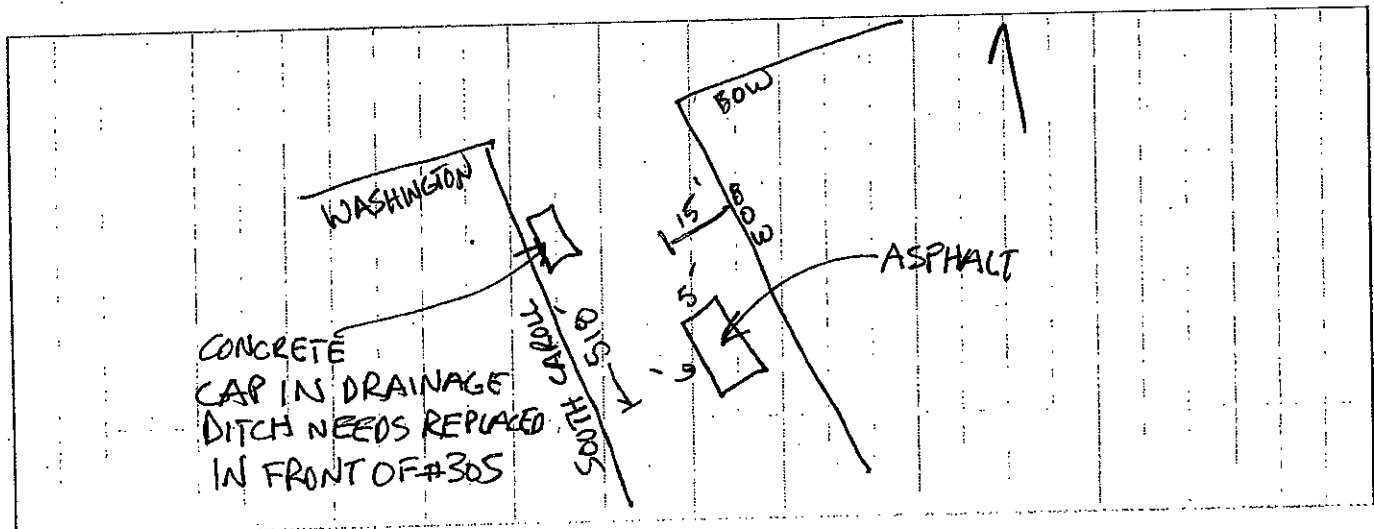 BOW
WASHINGTON
15'
BOW
ASPHALT
5'
SOUTH CAROLL
518'
CONCRETE
CAP IN DRAINAGE
DITCH NEEDS REPLACED
IN FRONT OF #305